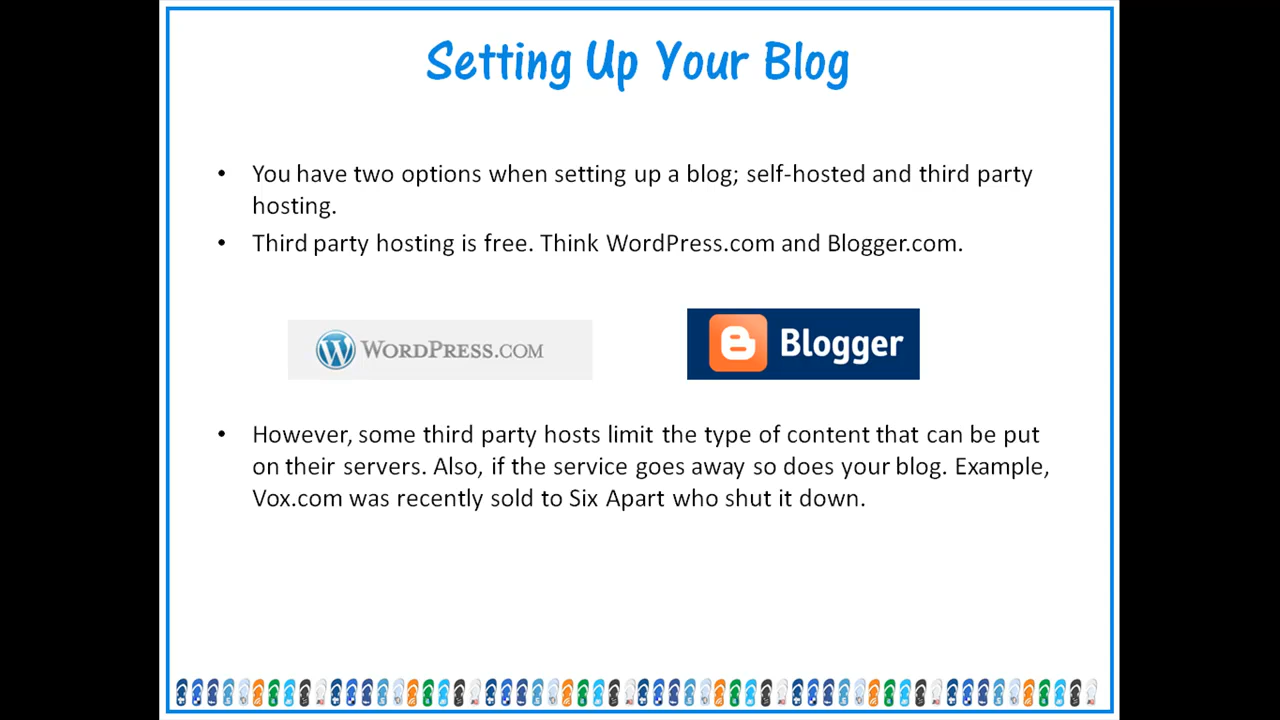 Setting Up Your Blog
• You have two options when setting up a blog; self-hosted and third party
hosting.
• Third party hosting is free. Think WordPress.com and Blogger.com.
WORDPRESS.COM
Blogger
• However, some third party hosts limit the type of content that can be put
on their servers. Also, if the service goes away so does your blog. Example,
Vox.com was recently sold to Six Apart who shut it down.